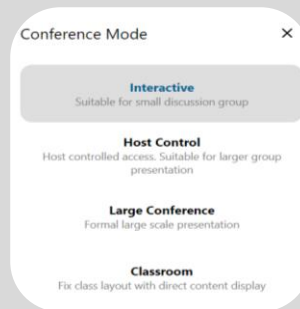 Conference Mode ×
Interactive
Suitable for small discussion group
Host Control
Host controlled access. Suitable for larger group
presentation
Large Conference
Formal large scale presentation
Classroom
Fix class layout with direct content display